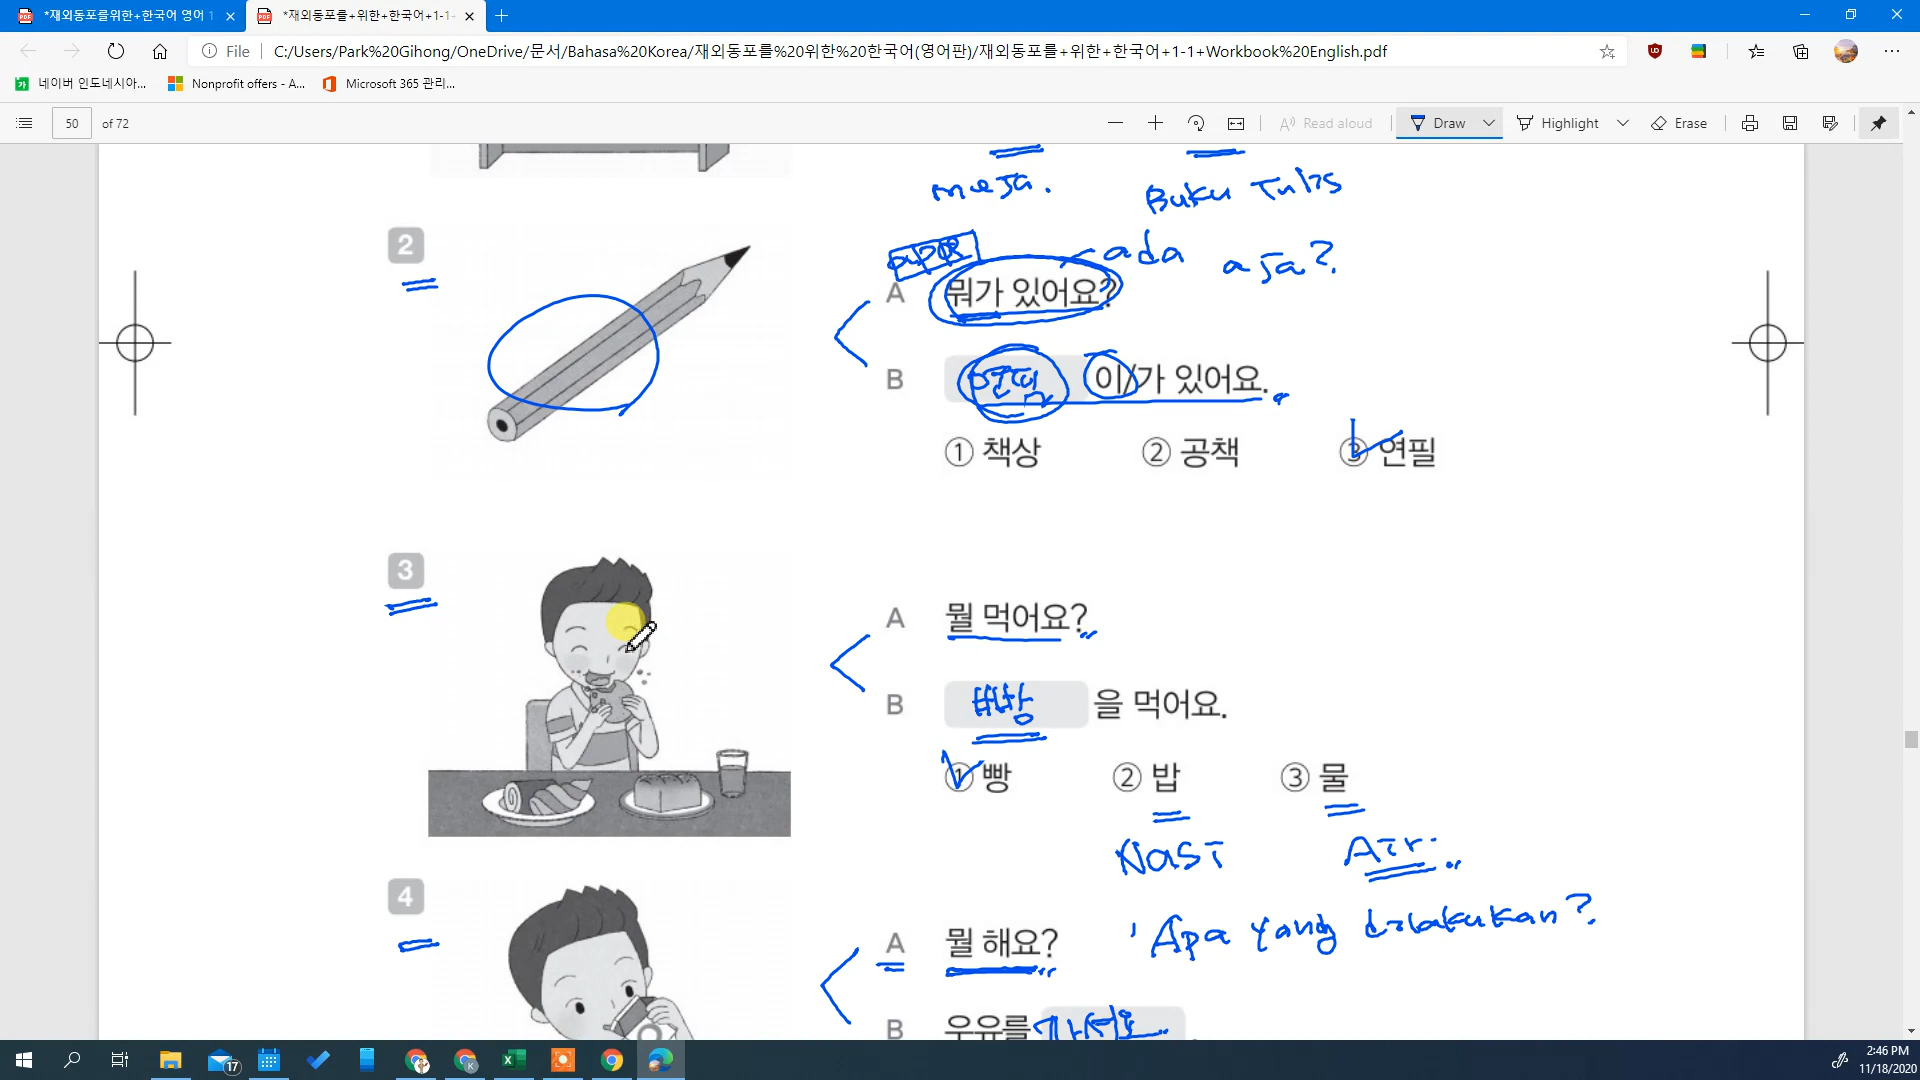 *재외동포를위한+한국어 영어 1
*재외동포를+위한+한국어+1-1+
File
C:/Users/Park%20Gihong/OneDrive/문서/Bahasa%20Korea/재외동포를%20위한%20한국어(영어판)/재외동포를+위한+한국어+1-1+Workbook%20English.pdf
네이버 인도네시아어...
Nonprofit offers - A...
Microsoft 365 관리...
50 of 72
Read aloud
Draw
Highlight
Erase
meja.
Buku Tulis
2
apa
ada
aja?
A 뭐가 있어요?
B 연필 이/가 있어요.
① 책상 ② 공책 ③ 연필
3
A 뭘 먹어요?
B 빵 을 먹어요.
① 빵 ② 밥 ③ 물
Nasi
Air.
4
A 뭘 해요?
Apa yang dilakukan?
B 우유를
17
2:46 PM
11/18/2020